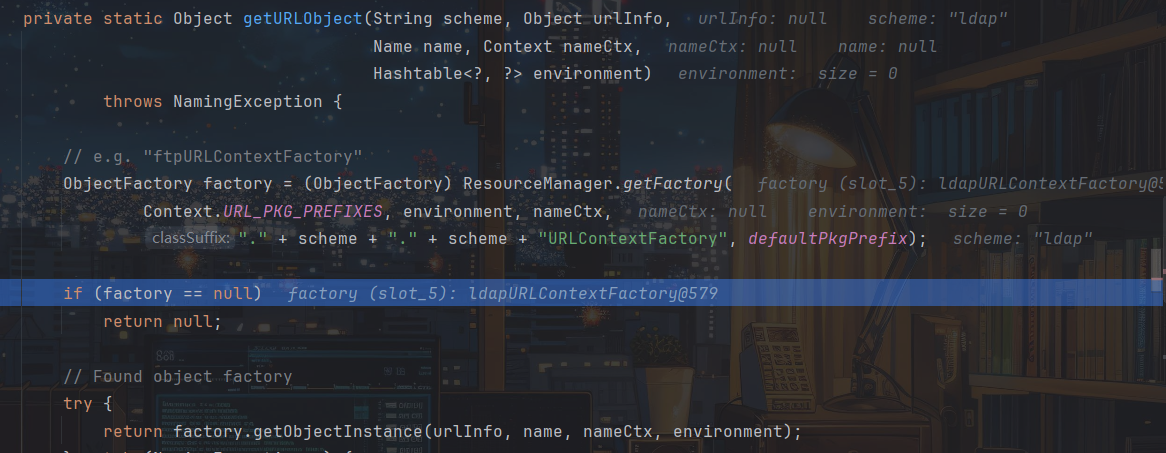 private static Object getURLObject(String scheme, Object urlInfo, urlInfo: null scheme: "ldap"
Name name, Context nameCtx, nameCtx: null name: null
Hashtable<?, ?> environment) environment: size = 0
throws NamingException {
// e.g. "ftpURLContextFactory"
ObjectFactory factory = (ObjectFactory) ResourceManager.getFactory( factory (slot_5): ldapURLContextFactory@5
Context.URL_PKG_PREFIXES, environment, nameCtx, nameCtx: null environment: size = 0
classSuffix: "." + scheme + "." + scheme + "URLContextFactory", defaultPkgPrefix); scheme: "ldap"
if (factory == null) factory (slot_5): ldapURLContextFactory@579
return null;
// Found object factory
try {
return factory.getObjectInstance(urlInfo, name, nameCtx, environment);